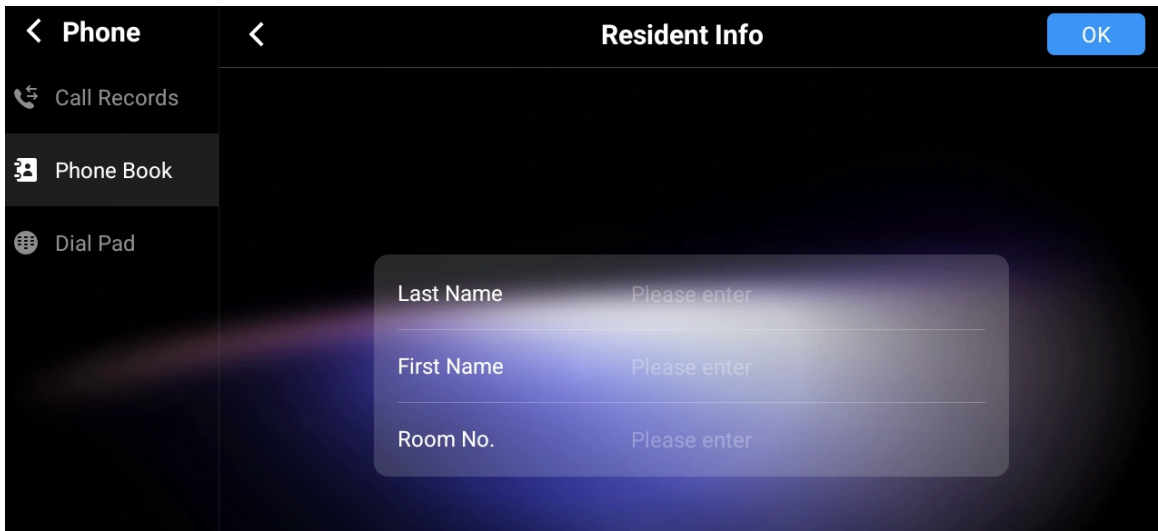 Phone
Call Records
Phone Book
Dial Pad
Resident Info
OK
Last Name Please enter
First Name Please enter
Room No. Please enter